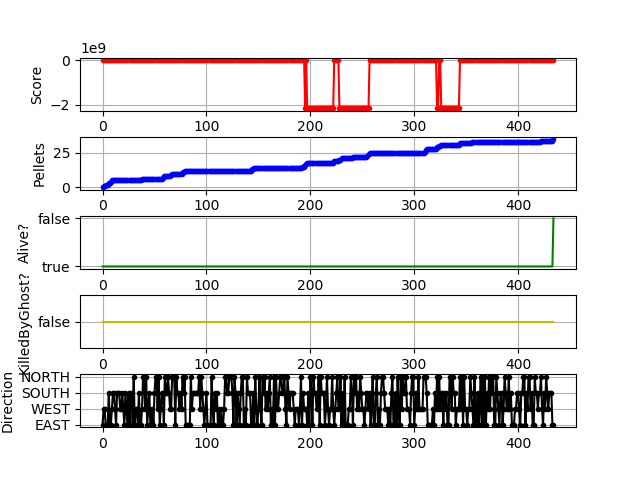 1e9
Score
0
−2
0 100 200 300 400
Pellets
25
0
0 100 200 300 400
Alive?
false
true
0 100 200 300 400
KilledByGhost?
false
0 100 200 300 400
Direction
NORTH
SOUTH
WEST
EAST
0 100 200 300 400